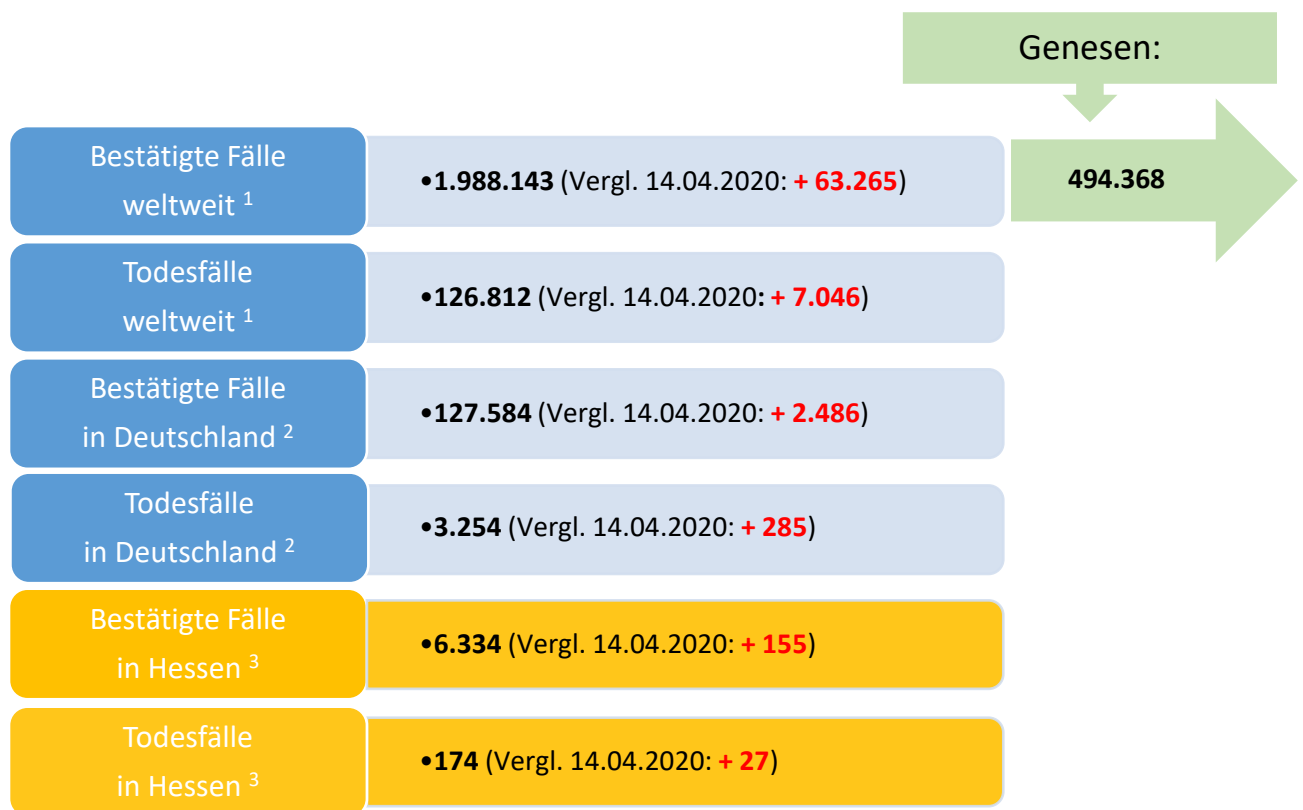 Genesen:
Bestätigte Fälle
weltweit ¹
•1.988.143 (Vergl. 14.04.2020: + 63.265)
494.368
Todesfälle
weltweit ¹
•126.812 (Vergl. 14.04.2020: + 7.046)
Bestätigte Fälle
in Deutschland ²
•127.584 (Vergl. 14.04.2020: + 2.486)
Todesfälle
in Deutschland ²
•3.254 (Vergl. 14.04.2020: + 285)
Bestätigte Fälle
in Hessen ³
•6.334 (Vergl. 14.04.2020: + 155)
Todesfälle
in Hessen ³
•174 (Vergl. 14.04.2020: + 27)